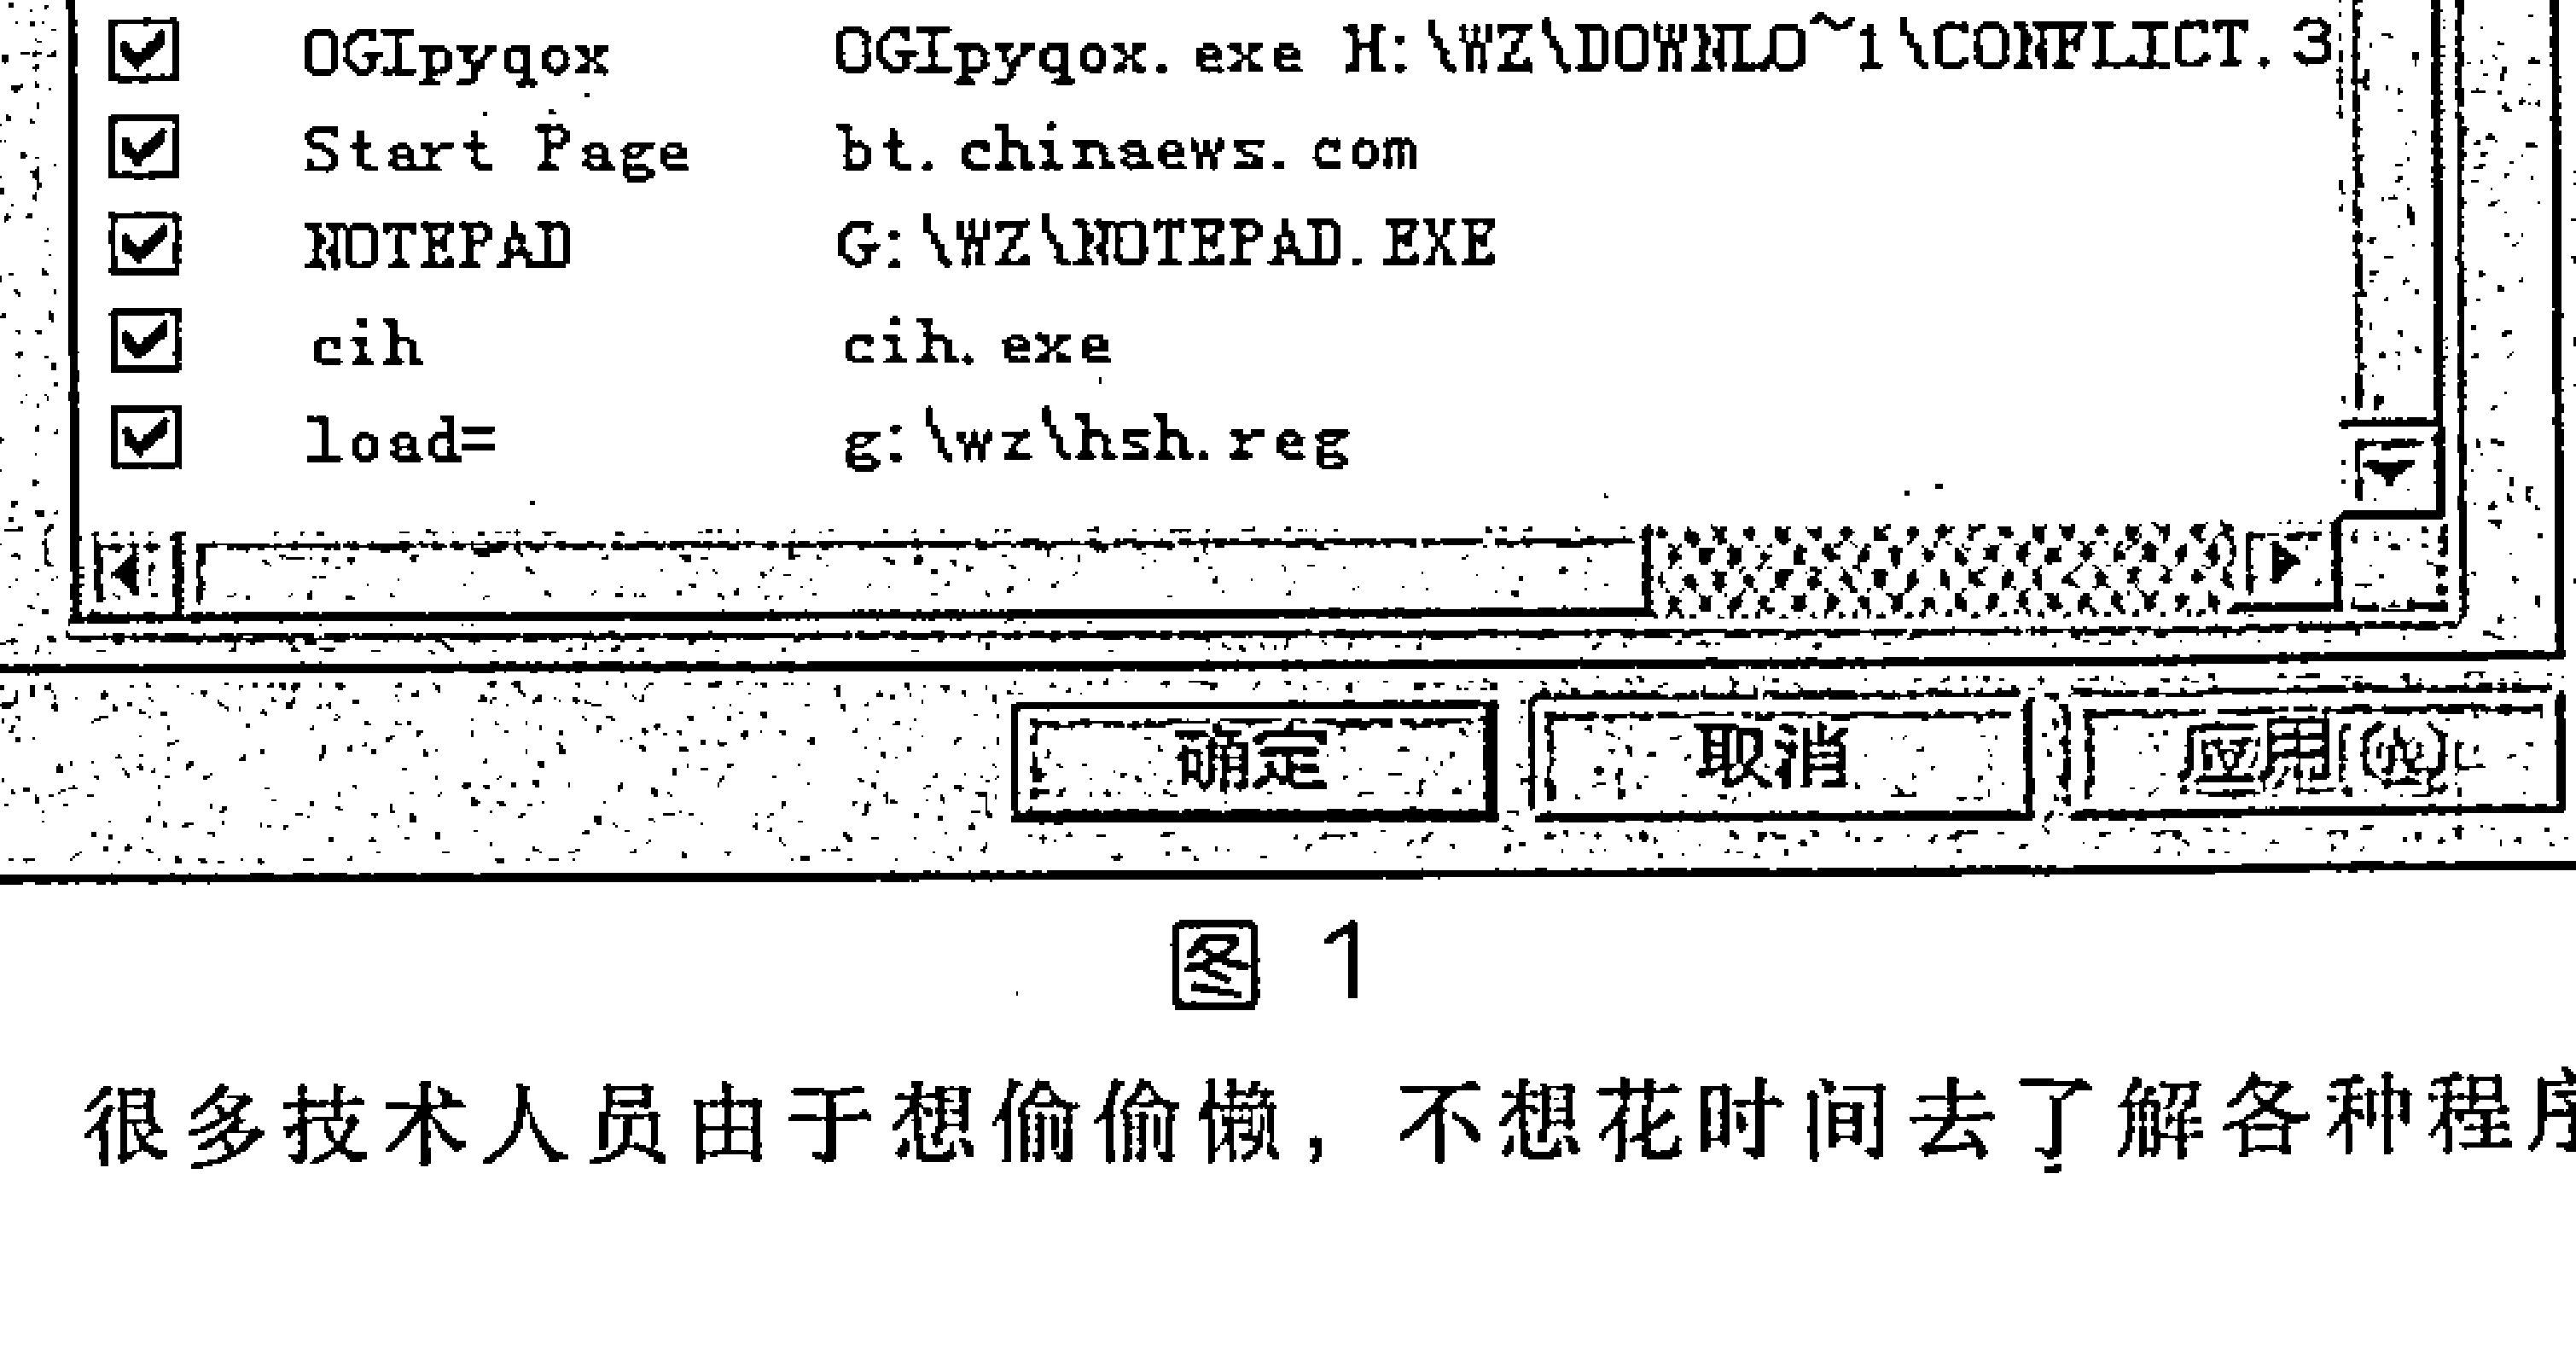 OGIpyqox OGIpyqox.exe H:\WZ\DOWNLO~1\CONFLICT.3
Start Page bt.chinaews.com
NOTEPAD G:\WZ\NOTEPAD.EXE
cih cih.exe
load= g:\wz\hsh.reg
确定 取消 应用(A)
图 1
很多技术人员由于想偷偷懒，不想花时间去了解各种程序